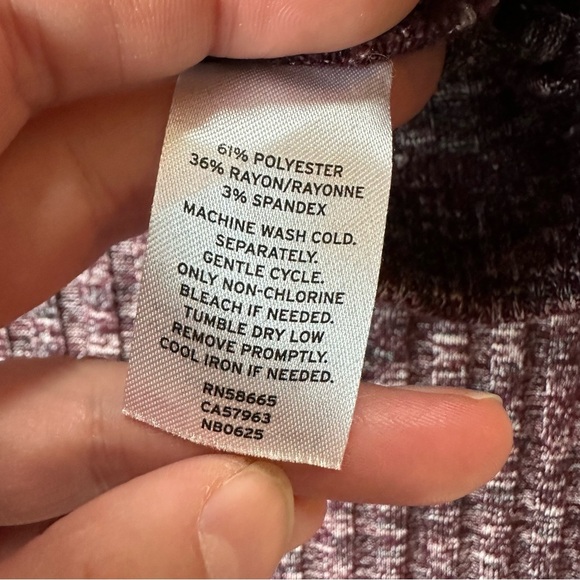 61% POLYESTER
36% RAYON/RAYONNE
3% SPANDEX
MACHINE WASH COLD.
SEPARATELY.
GENTLE CYCLE.
ONLY NON-CHLORINE
BLEACH IF NEEDED.
TUMBLE DRY LOW
REMOVE PROMPTLY.
COOL IRON IF NEEDED.
RN58665
CA57963
NB0625